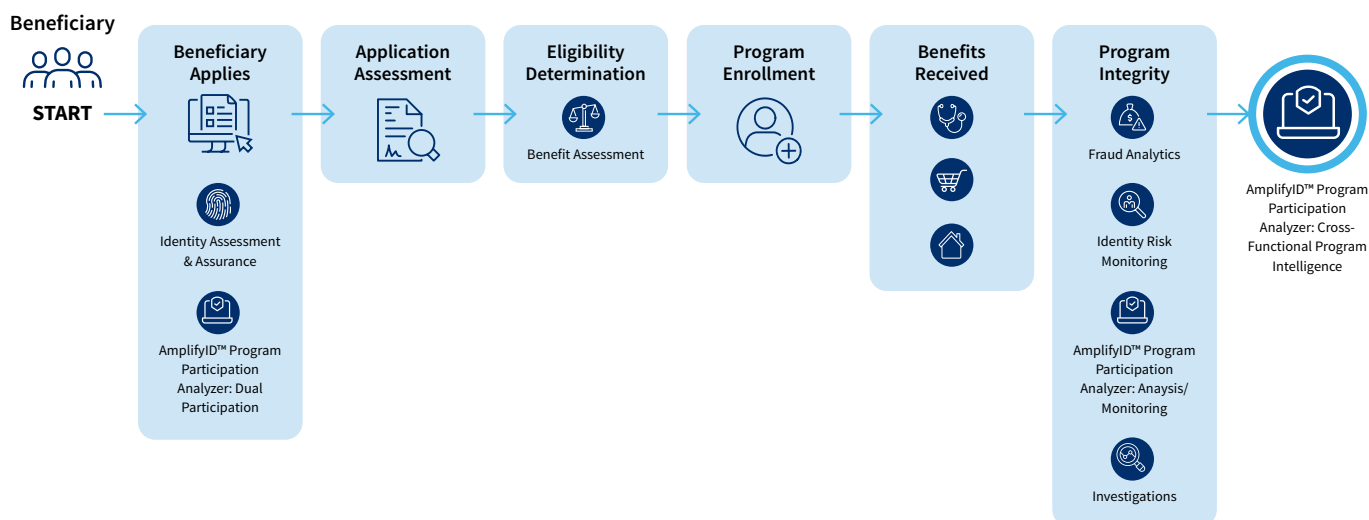 Beneficiary
START
Beneficiary
Applies
Identity Assessment
& Assurance
AmplifyID™ Program
Participation
Analyzer: Dual
Participation
Application
Assessment
Eligibility
Determination
Benefit Assessment
Program
Enrollment
Benefits
Received
Program
Integrity
$
Fraud Analytics
Identity Risk
Monitoring
AmplifyID™ Program
Participation
Analyzer: Anaysis/
Monitoring
Investigations
AmplifyID™ Program
Participation
Analyzer: Cross-
Functional Program
Intelligence